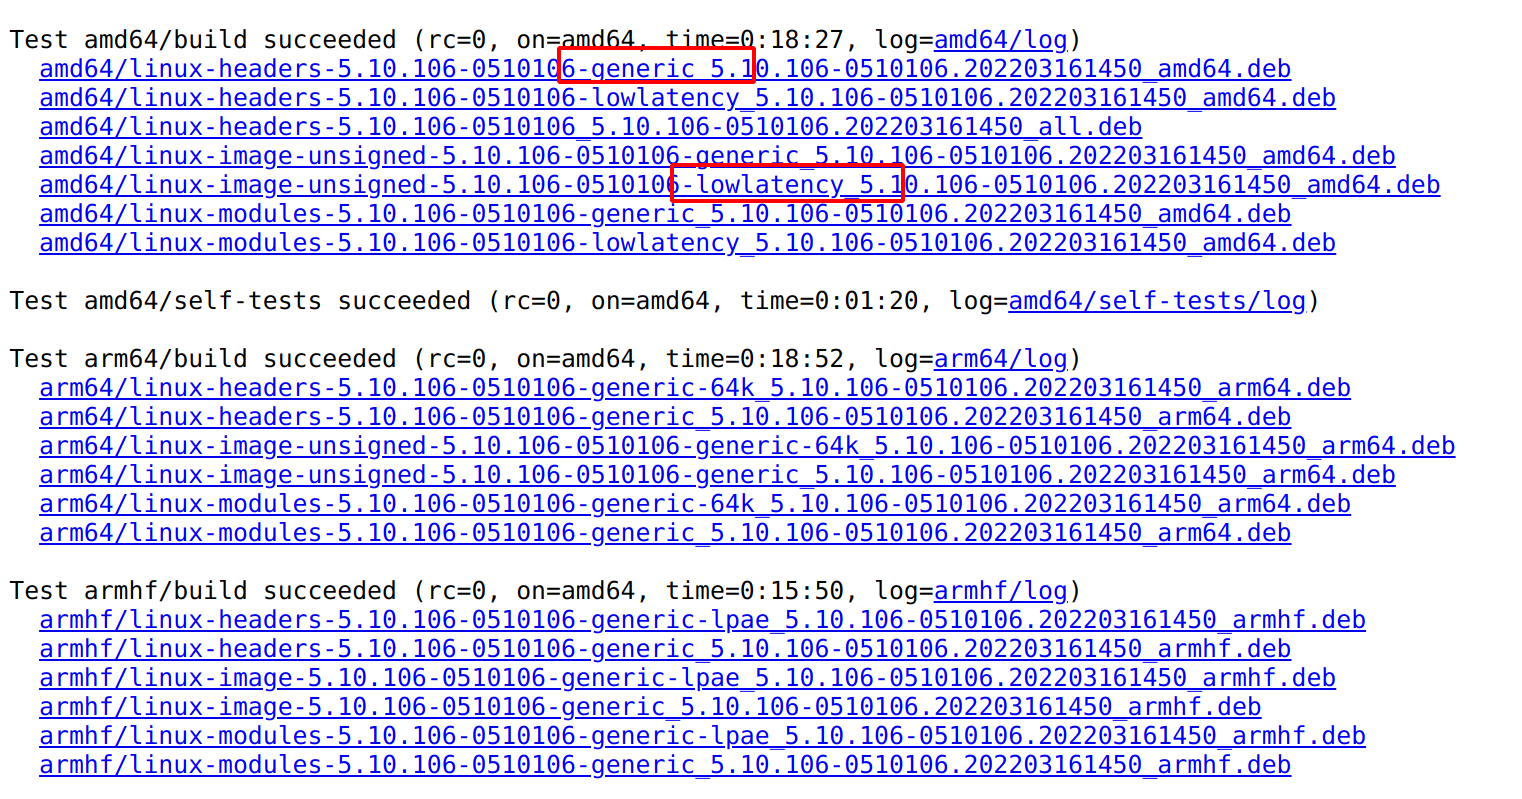 Test amd64/build succeeded (rc=0, on=amd64, time=0:18:27, log=amd64/log)
amd64/linux-headers-5.10.106-0510106-generic_5.10.106-0510106.202203161450_amd64.deb
amd64/linux-headers-5.10.106-0510106-lowlatency_5.10.106-0510106.202203161450_amd64.deb
amd64/linux-headers-5.10.106-0510106_5.10.106-0510106.202203161450_all.deb
amd64/linux-image-unsigned-5.10.106-0510106-generic_5.10.106-0510106.202203161450_amd64.deb
amd64/linux-image-unsigned-5.10.106-0510106-lowlatency_5.10.106-0510106.202203161450_amd64.deb
amd64/linux-modules-5.10.106-0510106-generic_5.10.106-0510106.202203161450_amd64.deb
amd64/linux-modules-5.10.106-0510106-lowlatency_5.10.106-0510106.202203161450_amd64.deb
Test amd64/self-tests succeeded (rc=0, on=amd64, time=0:01:20, log=amd64/self-tests/log)
Test arm64/build succeeded (rc=0, on=amd64, time=0:18:52, log=arm64/log)
arm64/linux-headers-5.10.106-0510106-generic-64k_5.10.106-0510106.202203161450_arm64.deb
arm64/linux-headers-5.10.106-0510106-generic_5.10.106-0510106.202203161450_arm64.deb
arm64/linux-image-unsigned-5.10.106-0510106-generic-64k_5.10.106-0510106.202203161450_arm64.deb
arm64/linux-image-unsigned-5.10.106-0510106-generic_5.10.106-0510106.202203161450_arm64.deb
arm64/linux-modules-5.10.106-0510106-generic-64k_5.10.106-0510106.202203161450_arm64.deb
arm64/linux-modules-5.10.106-0510106-generic_5.10.106-0510106.202203161450_arm64.deb
Test armhf/build succeeded (rc=0, on=amd64, time=0:15:50, log=armhf/log)
armhf/linux-headers-5.10.106-0510106-generic-lpae_5.10.106-0510106.202203161450_armhf.deb
armhf/linux-headers-5.10.106-0510106-generic_5.10.106-0510106.202203161450_armhf.deb
armhf/linux-image-5.10.106-0510106-generic-lpae_5.10.106-0510106.202203161450_armhf.deb
armhf/linux-image-5.10.106-0510106-generic_5.10.106-0510106.202203161450_armhf.deb
armhf/linux-modules-5.10.106-0510106-generic-lpae_5.10.106-0510106.202203161450_armhf.deb
armhf/linux-modules-5.10.106-0510106-generic_5.10.106-0510106.202203161450_armhf.deb